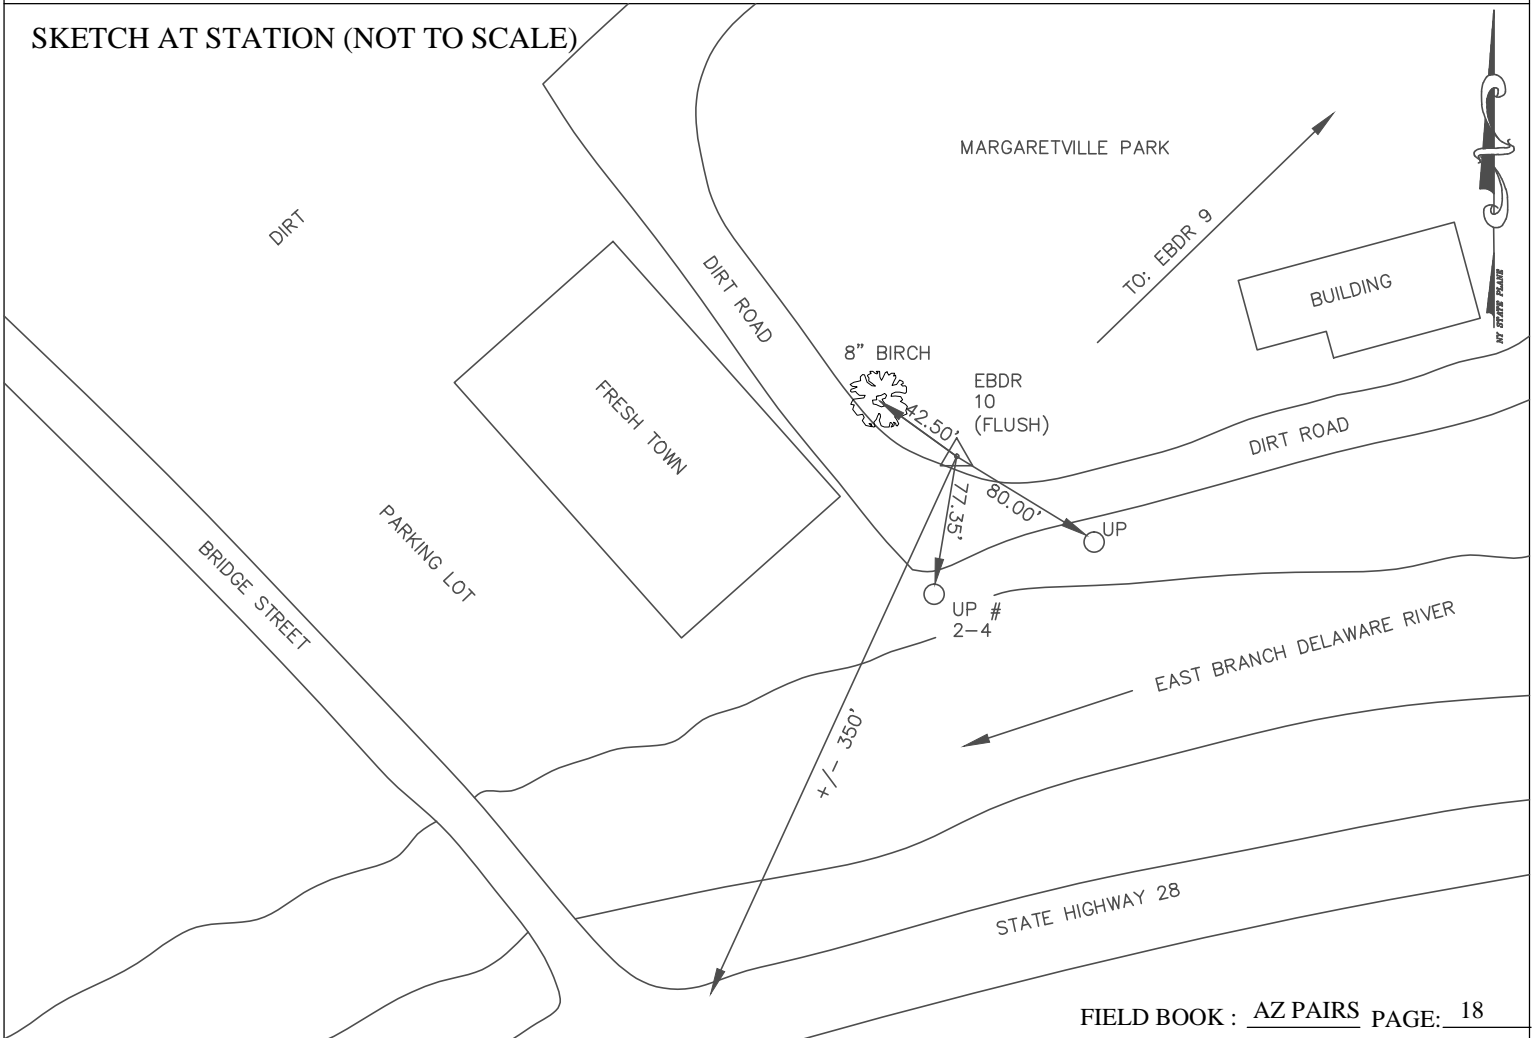 SKETCH AT STATION (NOT TO SCALE)
MARGARETVILLE PARK
DIRT
TO: EBDR 9
DIRT ROAD
BUILDING
NY STATE PLANE
8" BIRCH
EBDR
10
(FLUSH)
42.50'
FRESH TOWN
DIRT ROAD
80.00'
77.35'
UP
PARKING LOT
BRIDGE STREET
UP #
2-4
EAST BRANCH DELAWARE RIVER
+/- 350'
STATE HIGHWAY 28
FIELD BOOK : AZ PAIRS PAGE: 18